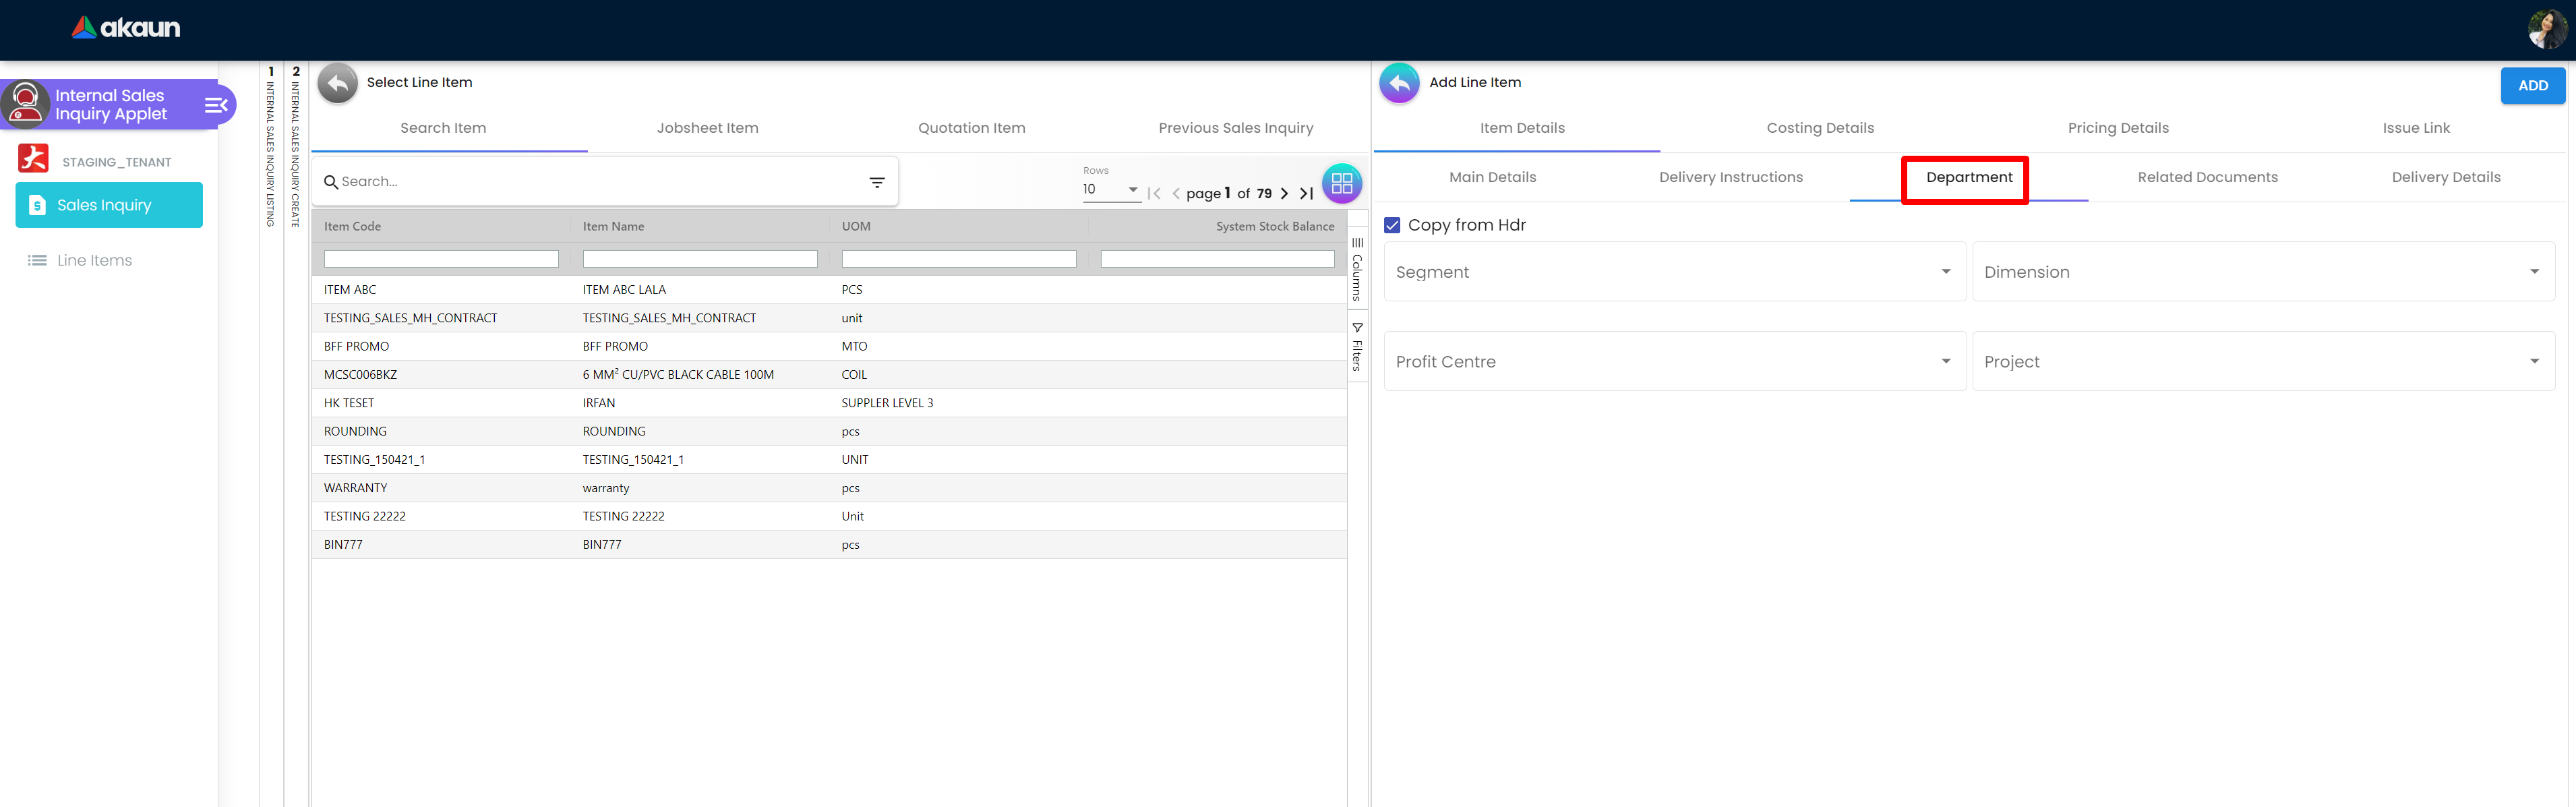 akaun
Internal Sales
Inquiry Applet
STAGING_TENANT
Sales Inquiry
Line Items
1 INTERNAL SALES INQUIRY LISTING
2 INTERNAL SALES INQUIRY CREATE
Select Line Item
Search Item Jobsheet Item Quotation Item Previous Sales Inquiry
Search...
Rows
10 page 1 of 79
Item Code Item Name UOM System Stock Balance
ITEM ABC ITEM ABC LALA PCS
TESTING_SALES_MH_CONTRACT TESTING_SALES_MH_CONTRACT unit
BFF PROMO BFF PROMO MTO
MCSC006BKZ 6 MM² CU/PVC BLACK CABLE 100M COIL
HK TESET IRFAN SUPPLER LEVEL 3
ROUNDING ROUNDING pcs
TESTING_150421_1 TESTING_150421_1 UNIT
WARRANTY warranty pcs
TESTING 22222 TESTING 22222 Unit
BIN777 BIN777 pcs
Columns
Filters
Add Line Item
ADD
Item Details Costing Details Pricing Details Issue Link
Main Details Delivery Instructions Department Related Documents Delivery Details
Copy from Hdr
Segment Dimension
Profit Centre Project